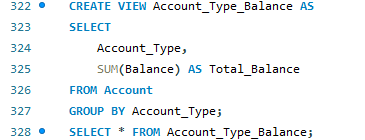 322 CREATE VIEW Account_Type_Balance AS
323 SELECT
324     Account_Type,
325     SUM(Balance) AS Total_Balance
326 FROM Account
327 GROUP BY Account_Type;
328 SELECT * FROM Account_Type_Balance;